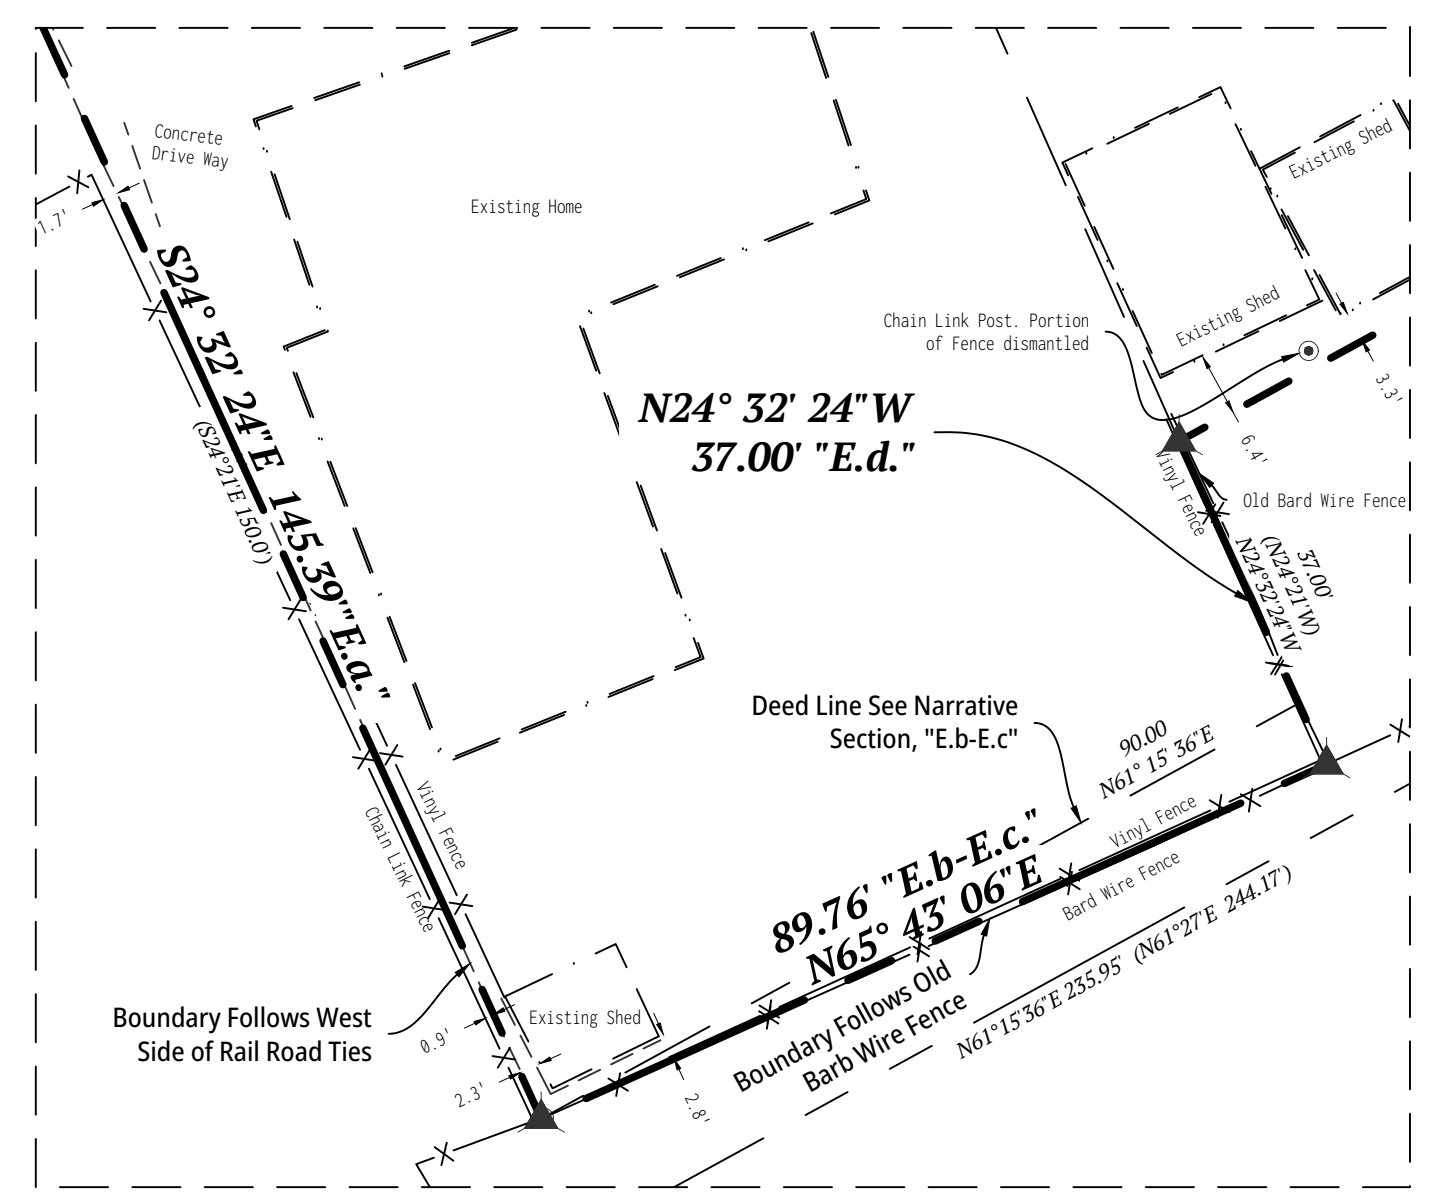 Concrete
Drive Way
1.7'
Existing Home
Existing Shed
Existing Shed
Chain Link Post. Portion
of Fence dismantled
3.3'
6.4'
S24° 32' 24"E 145.39'"E.a."
(S24°21'E 150.0')
N24° 32' 24"W
37.00' "E.d."
Vinyl Fence
Old Bard Wire Fence
37.00'
(N24°21'W)
N24°32'24"W
Deed Line See Narrative
Section, "E.b-E.c"
90.00
N61° 15' 36"E
Vinyl Fence
Chain Link Fence
89.76' "E.b-E.c."
N65° 43' 06"E
Vinyl Fence
Bard Wire Fence
Boundary Follows Old
Barb Wire Fence
N61°15'36"E 235.95' (N61°27'E 244.17')
Boundary Follows West
Side of Rail Road Ties
Existing Shed
0.9'
2.3'
2.8'